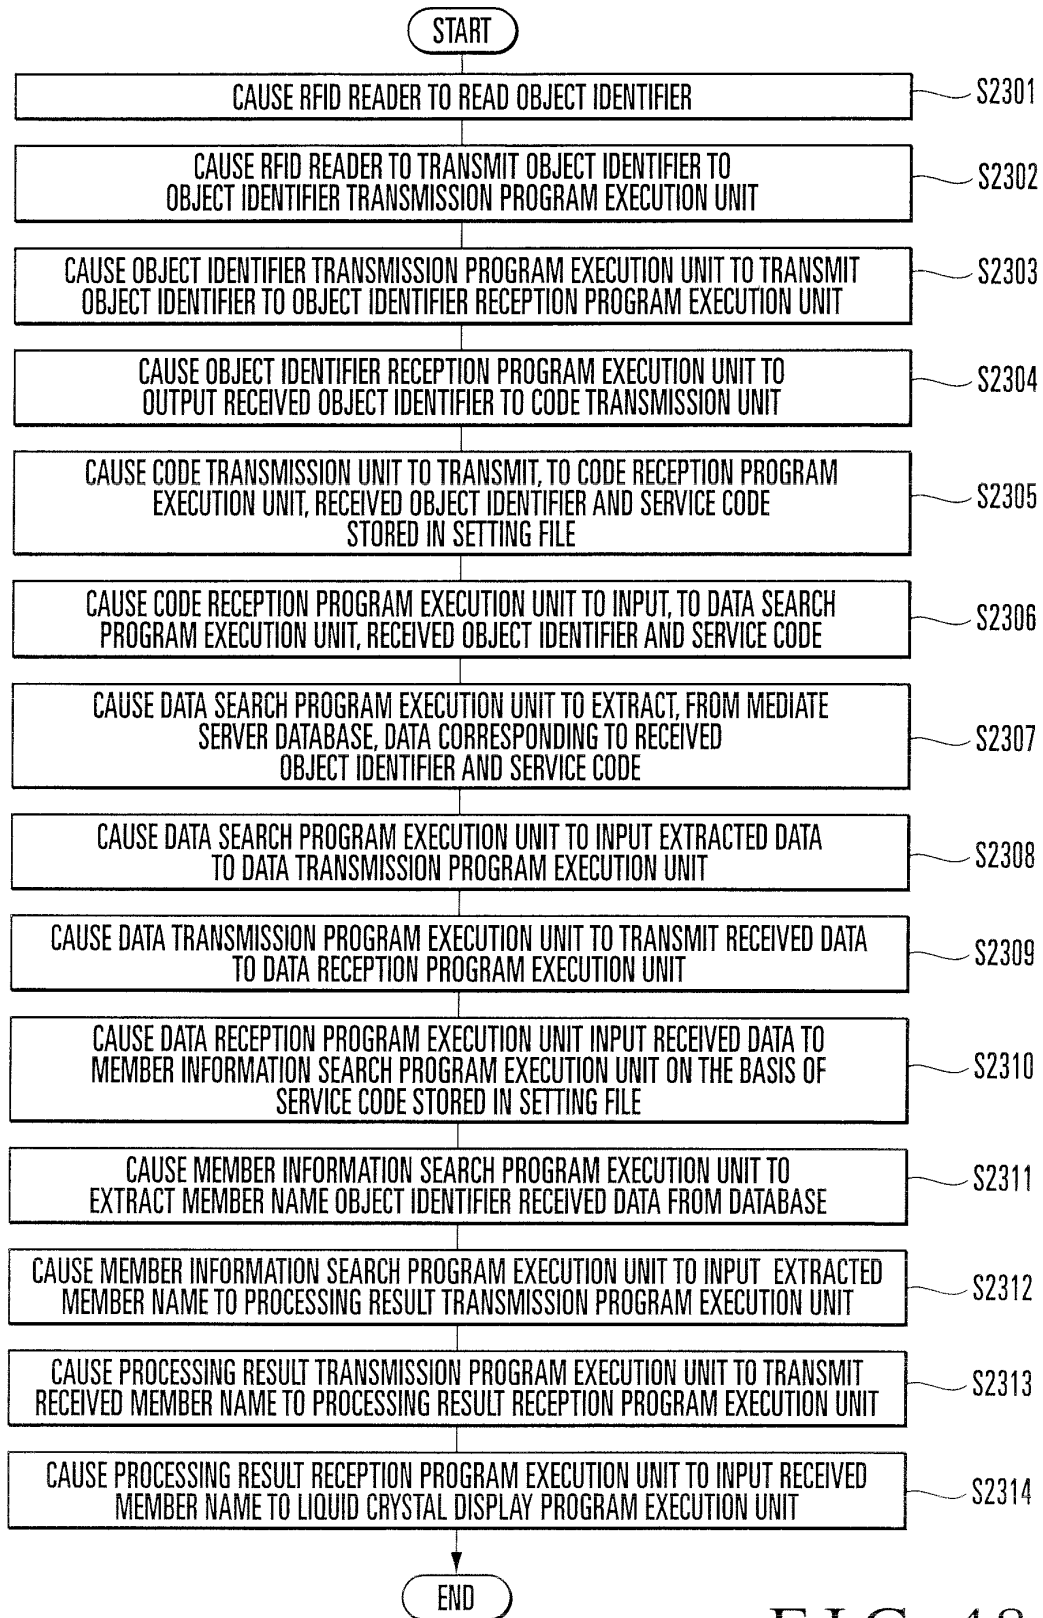 START
CAUSE RFID READER TO READ OBJECT IDENTIFIER
S2301
CAUSE RFID READER TO TRANSMIT OBJECT IDENTIFIER TO
OBJECT IDENTIFIER TRANSMISSION PROGRAM EXECUTION UNIT
S2302
CAUSE OBJECT IDENTIFIER TRANSMISSION PROGRAM EXECUTION UNIT TO TRANSMIT
OBJECT IDENTIFIER TO OBJECT IDENTIFIER RECEPTION PROGRAM EXECUTION UNIT
S2303
CAUSE OBJECT IDENTIFIER RECEPTION PROGRAM EXECUTION UNIT TO
OUTPUT RECEIVED OBJECT IDENTIFIER TO CODE TRANSMISSION UNIT
S2304
CAUSE CODE TRANSMISSION UNIT TO TRANSMIT, TO CODE RECEPTION PROGRAM
EXECUTION UNIT, RECEIVED OBJECT IDENTIFIER AND SERVICE CODE
STORED IN SETTING FILE
S2305
CAUSE CODE RECEPTION PROGRAM EXECUTION UNIT TO INPUT, TO DATA SEARCH
PROGRAM EXECUTION UNIT, RECEIVED OBJECT IDENTIFIER AND SERVICE CODE
S2306
CAUSE DATA SEARCH PROGRAM EXECUTION UNIT TO EXTRACT, FROM MEDIATE
SERVER DATABASE, DATA CORRESPONDING TO RECEIVED
OBJECT IDENTIFIER AND SERVICE CODE
S2307
CAUSE DATA SEARCH PROGRAM EXECUTION UNIT TO INPUT EXTRACTED DATA
TO DATA TRANSMISSION PROGRAM EXECUTION UNIT
S2308
CAUSE DATA TRANSMISSION PROGRAM EXECUTION UNIT TO TRANSMIT RECEIVED DATA
TO DATA RECEPTION PROGRAM EXECUTION UNIT
S2309
CAUSE DATA RECEPTION PROGRAM EXECUTION UNIT INPUT RECEIVED DATA TO
MEMBER INFORMATION SEARCH PROGRAM EXECUTION UNIT ON THE BASIS OF
SERVICE CODE STORED IN SETTING FILE
S2310
CAUSE MEMBER INFORMATION SEARCH PROGRAM EXECUTION UNIT TO
EXTRACT MEMBER NAME OBJECT IDENTIFIER RECEIVED DATA FROM DATABASE
S2311
CAUSE MEMBER INFORMATION SEARCH PROGRAM EXECUTION UNIT TO INPUT EXTRACTED
MEMBER NAME TO PROCESSING RESULT TRANSMISSION PROGRAM EXECUTION UNIT
S2312
CAUSE PROCESSING RESULT TRANSMISSION PROGRAM EXECUTION UNIT TO TRANSMIT
RECEIVED MEMBER NAME TO PROCESSING RESULT RECEPTION PROGRAM EXECUTION UNIT
S2313
CAUSE PROCESSING RESULT RECEPTION PROGRAM EXECUTION UNIT TO INPUT RECEIVED
MEMBER NAME TO LIQUID CRYSTAL DISPLAY PROGRAM EXECUTION UNIT
S2314
END